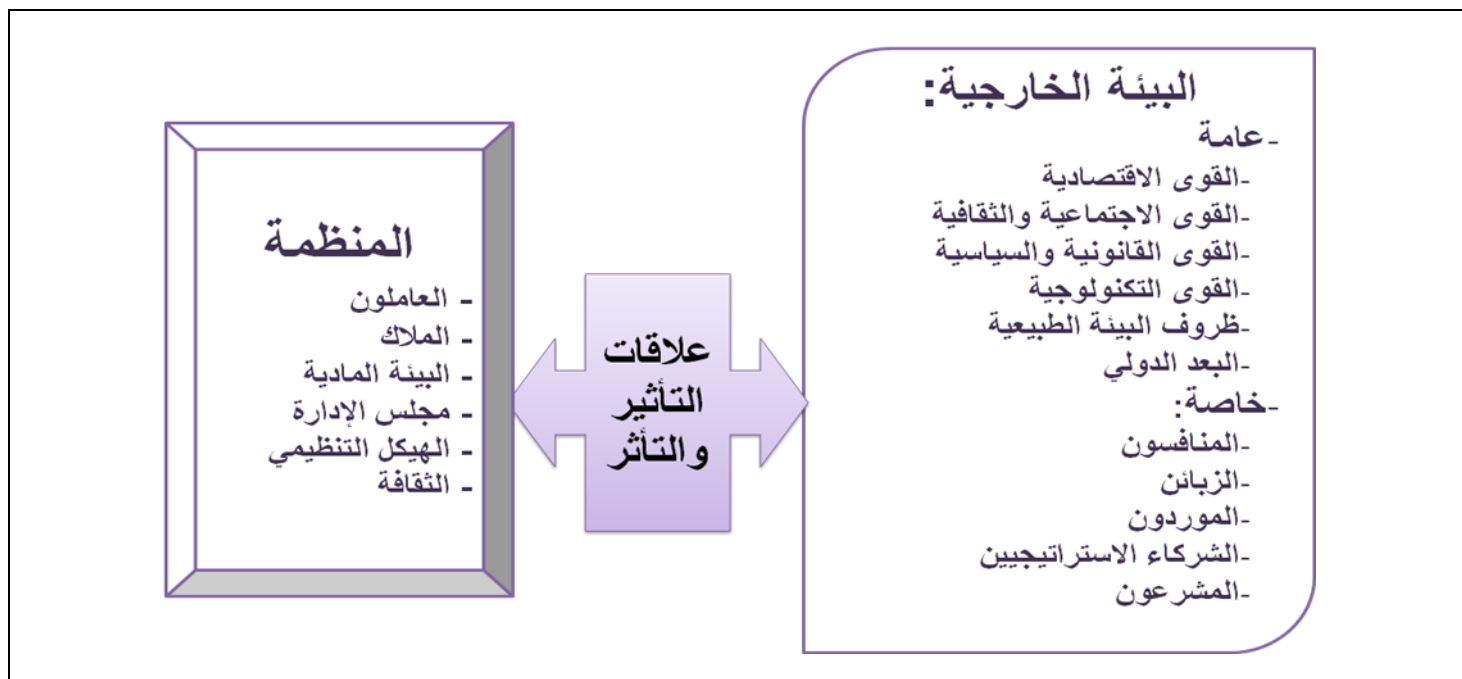 البيئة الخارجية:
-عامة
-القوى الاقتصادية
-القوى الاجتماعية والثقافية
-القوى القانونية والسياسية
-القوى التكنولوجية
-ظروف البيئة الطبيعية
-البعد الدولي
-خاصة:
-المنافسون
-الزبائن
-الموردون
-الشركاء الاستراتيجيين
-المشرعون
علاقات
التأثير
والتأثر
المنظمة
- العاملون
- الملاك
- البيئة المادية
- مجلس الإدارة
- الهيكل التنظيمي
- الثقافة